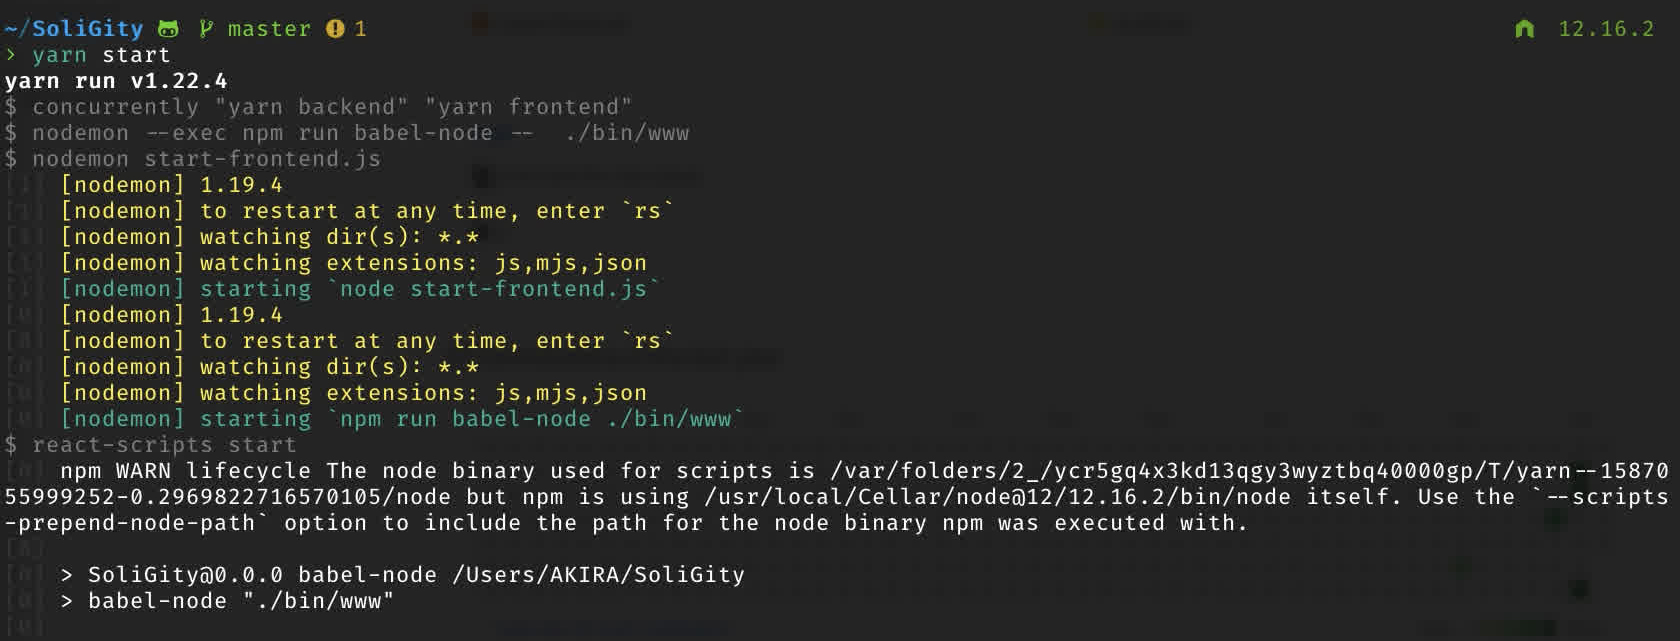 ~/SoliGity master 1 12.16.2
> yarn start
yarn run v1.22.4
$ concurrently "yarn backend" "yarn frontend"
$ nodemon --exec npm run babel-node -- ./bin/www
$ nodemon start-frontend.js
[1] [nodemon] 1.19.4
[1] [nodemon] to restart at any time, enter `rs`
[1] [nodemon] watching dir(s): *.*
[1] [nodemon] watching extensions: js,mjs,json
[1] [nodemon] starting `node start-frontend.js`
[0] [nodemon] 1.19.4
[0] [nodemon] to restart at any time, enter `rs`
[0] [nodemon] watching dir(s): *.*
[0] [nodemon] watching extensions: js,mjs,json
[0] [nodemon] starting `npm run babel-node ./bin/www`
$ react-scripts start
[0] npm WARN lifecycle The node binary used for scripts is /var/folders/2_/ycr5gq4x3kd13qgy3wyztbq40000gp/T/yarn--15870
55999252-0.2969822716570105/node but npm is using /usr/local/Cellar/node@12/12.16.2/bin/node itself. Use the `--scripts
-prepend-node-path` option to include the path for the node binary npm was executed with.
[0]
[0] > SoliGity@0.0.0 babel-node /Users/AKIRA/SoliGity
[0] > babel-node "./bin/www"
[0]